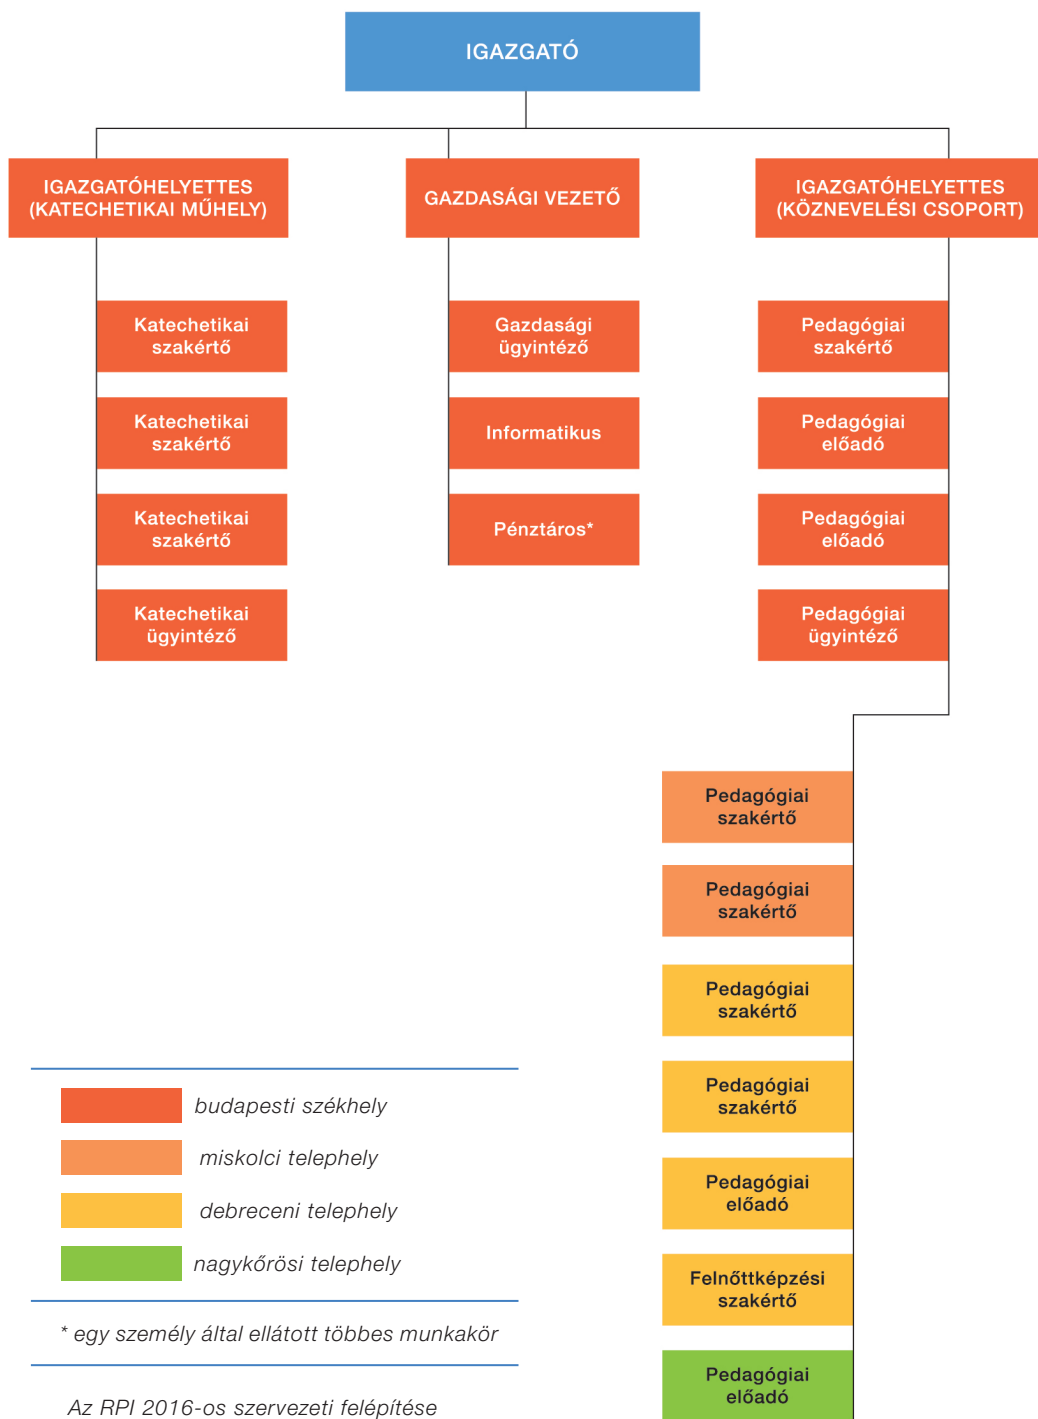 IGAZGATÓ
IGAZGATÓHELYETTES
(KATECHETIKAI MŰHELY)
GAZDASÁGI VEZETŐ
IGAZGATÓHELYETTES
(KÖZNEVELÉSI CSOPORT)
Katechetikai
szakértő
Katechetikai
szakértő
Katechetikai
szakértő
Katechetikai
ügyintéző
Gazdasági
ügyintéző
Informatikus
Pénztáros*
Pedagógiai
szakértő
Pedagógiai
előadó
Pedagógiai
előadó
Pedagógiai
ügyintéző
Pedagógiai
szakértő
Pedagógiai
szakértő
Pedagógiai
szakértő
Pedagógiai
szakértő
Pedagógiai
előadó
Felnőttképzési
szakértő
Pedagógiai
előadó
budapesti székhely
miskolci telephely
debreceni telephely
nagykőrösi telephely
* egy személy által ellátott többes munkakör
Az RPI 2016-os szervezeti felépítése